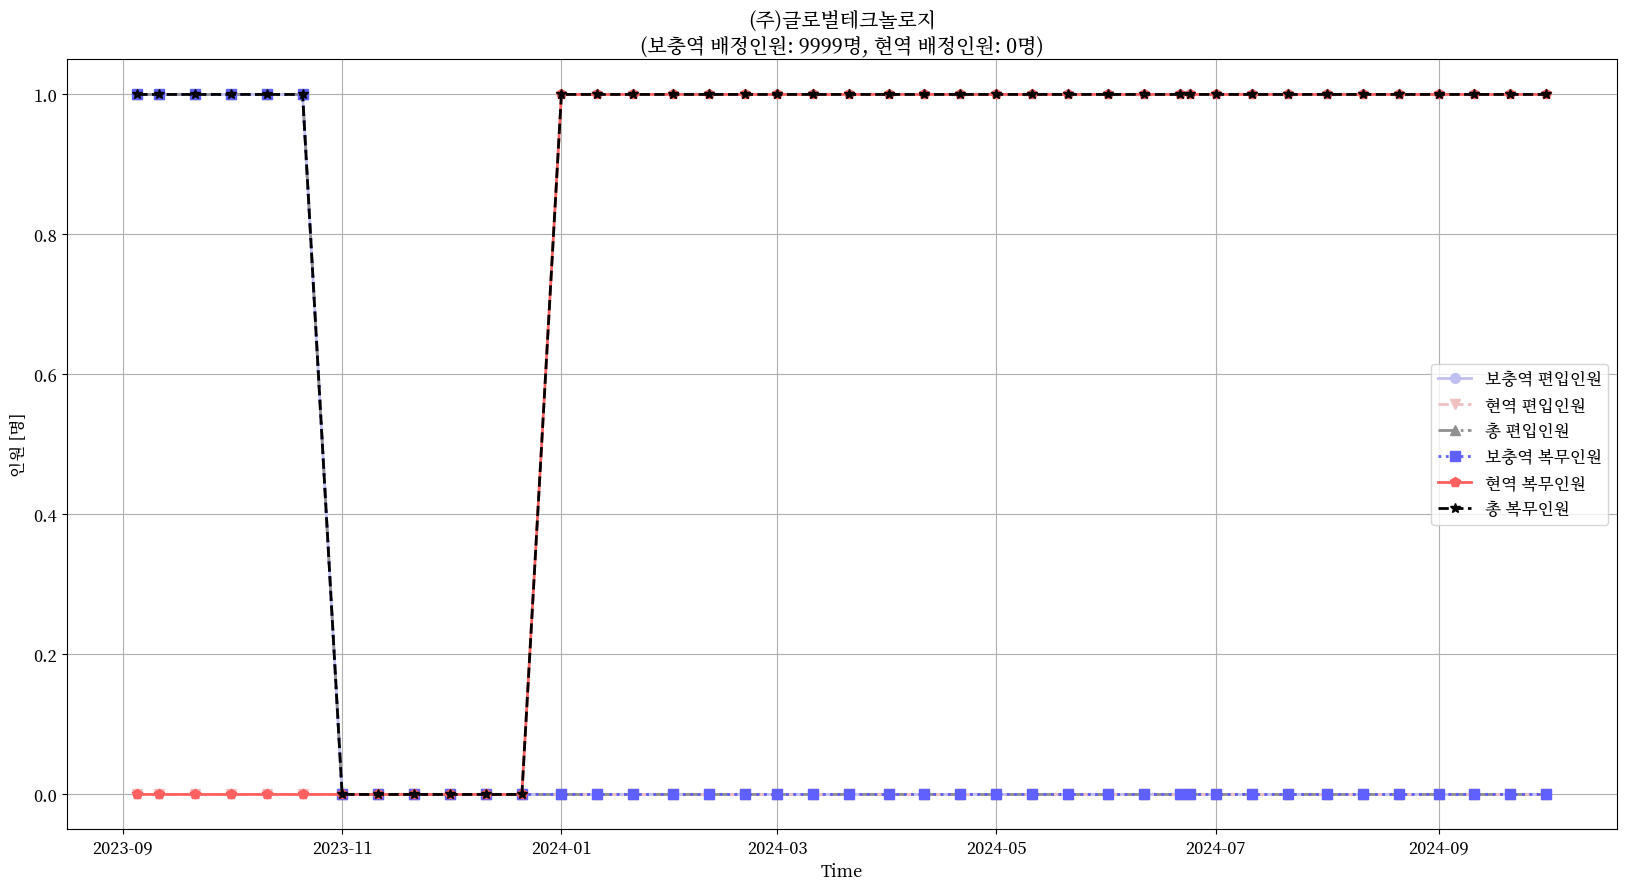 (주)글로벌테크놀로지
(보충역 배정인원: 9999명, 현역 배정인원: 0명)
인원 [명]
1.0
0.8
0.6
0.4
0.2
0.0
보충역 편입인원
현역 편입인원
총 편입인원
보충역 복무인원
현역 복무인원
총 복무인원
2023-09 2023-11 2024-01 2024-03 2024-05 2024-07 2024-09
Time